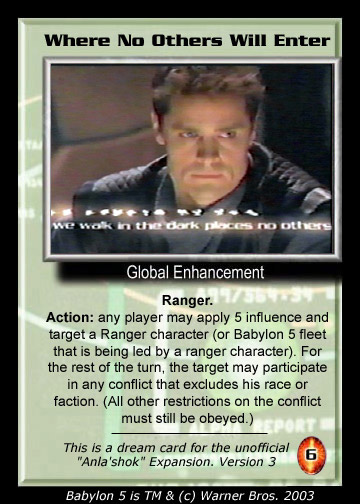 Where No Others Will Enter
we walk in the dark places no others
Global Enhancement
Ranger.
Action: any player may apply 5 influence and
target a Ranger character (or Babylon 5 fleet
that is being led by a ranger character). For
the rest of the turn, the target may participate
in any conflict that excludes his race or
faction. (All other restrictions on the conflict
must still be obeyed.)
This is a dream card for the unofficial
"Anla'shok" Expansion. Version 3
6
Babylon 5 is TM & (c) Warner Bros. 2003